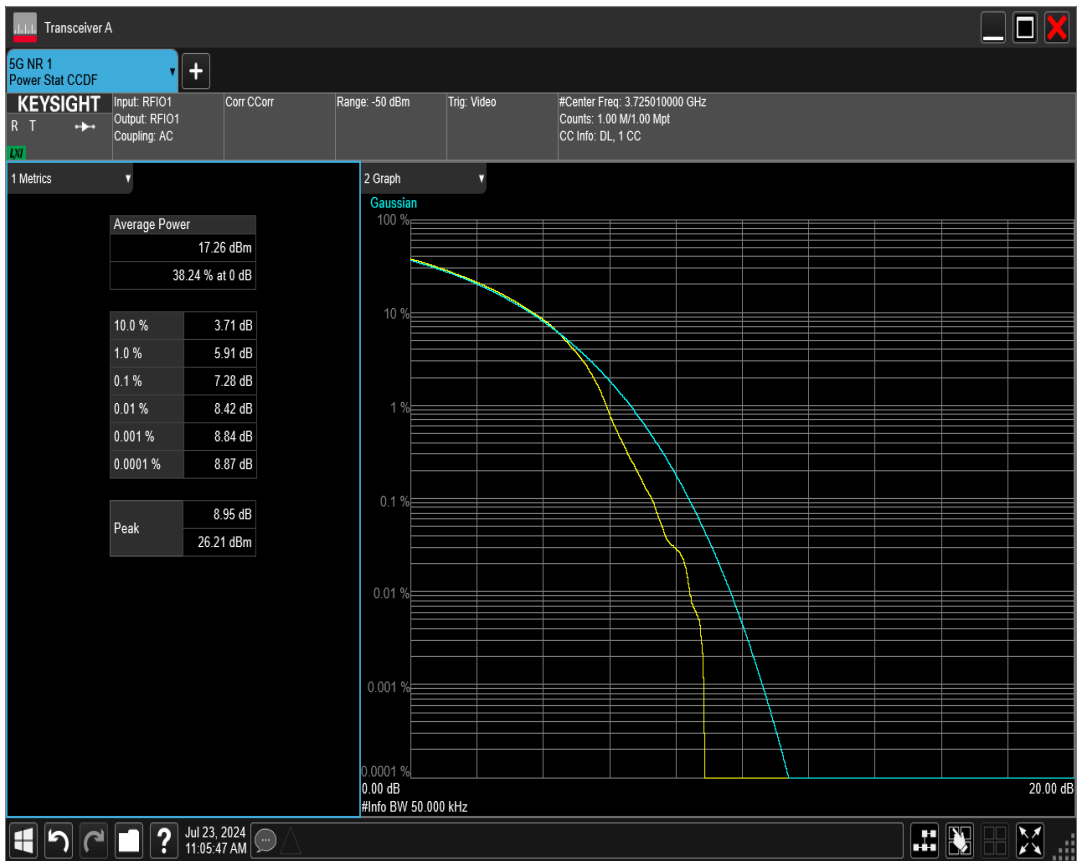 Transceiver A
5G NR 1
Power Stat CCDF
KEYSIGHT
R T
LXI
Input: RFIO1
Output: RFIO1
Coupling: AC
Corr CCorr
Range: -50 dBm
Trig: Video
#Center Freq: 3.725010000 GHz
Counts: 1.00 M/1.00 Mpt
CC Info: DL, 1 CC
1 Metrics
Average Power
17.26 dBm
38.24 % at 0 dB
10.0 % 3.71 dB
1.0 % 5.91 dB
0.1 % 7.28 dB
0.01 % 8.42 dB
0.001 % 8.84 dB
0.0001 % 8.87 dB
Peak
8.95 dB
26.21 dBm
2 Graph
Gaussian
100 %
10 %
1 %
0.1 %
0.01 %
0.001 %
0.0001 %
0.00 dB 20.00 dB
#Info BW 50.000 kHz
Jul 23, 2024
11:05:47 AM